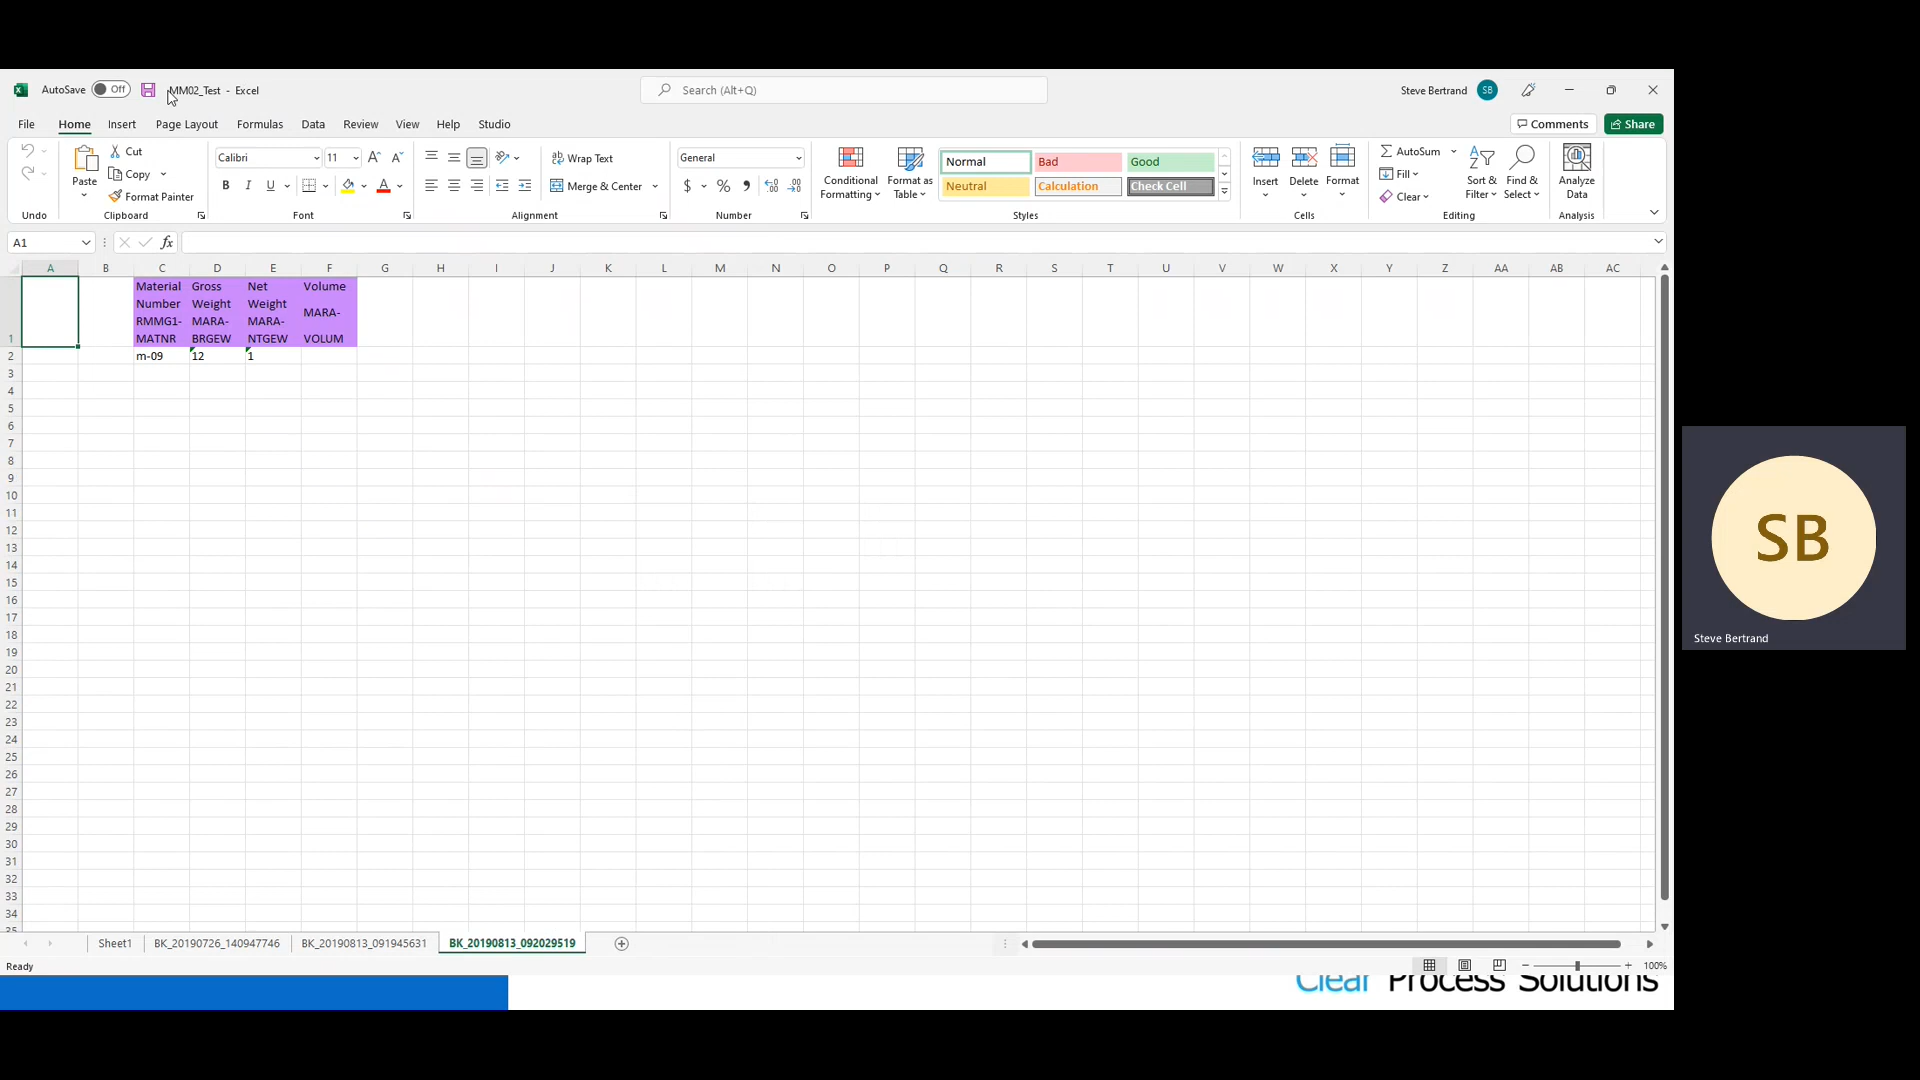 AutoSave Off MM02_Test - Excel Search (Alt+Q) Steve Bertrand SB
File Home Insert Page Layout Formulas Data Review View Help Studio Comments Share
Paste Cut Copy Format Painter
Calibri 11 A A
B I U A
ab Wrap Text
Merge & Center
General
$ %
Conditional Formatting Format as Table
Normal Bad Good
Neutral Calculation Check Cell
Insert Delete Format
AutoSum
Fill
Clear
Sort & Filter Find & Select
Analyze Data
Undo Clipboard Font Alignment Number Styles Cells Editing Analysis
A1 fx
A B C D E F G H I J K L M N O P Q R S T U V W X Y Z AA AB AC
Material Gross Net Volume
Number Weight Weight
RMMG1- MARA- MARA- MARA-
1 MATNR BRGEW NTGEW VOLUM
2 m-09 12 1
3
4
5
6
7
8
9
10
11
12
13
14
15
16
17
18
19
20
21
22
23
24
25
26
27
28
29
30
31
32
33
34
35
Sheet1 BK_20190726_140947746 BK_20190813_091945631 BK_20190813_092029519
Ready 100%
Clear Process Solutions
SB
Steve Bertrand